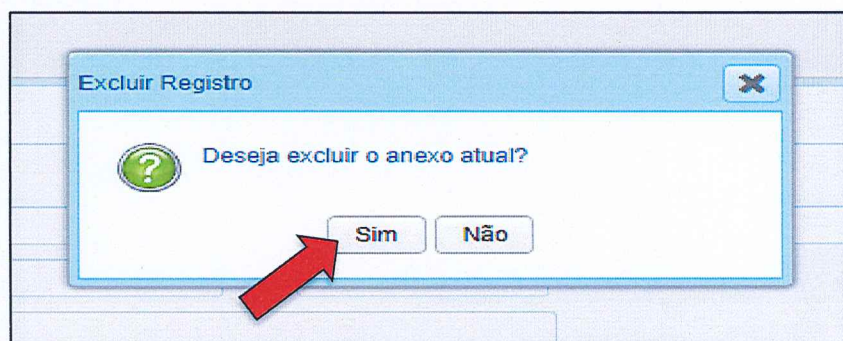 Excluir Registro
Deseja excluir o anexo atual?
Sim Não